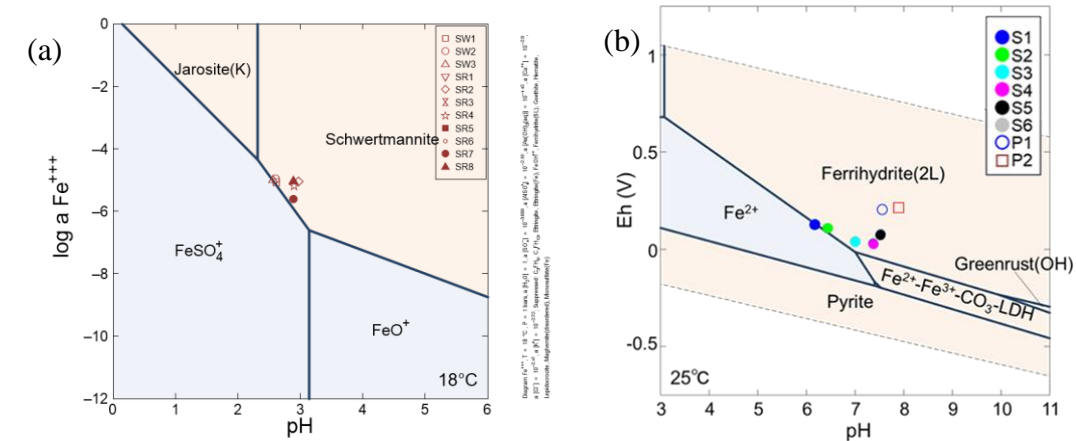 (a)
0
−2
−4
−6
−8
−10
−12
log a Fe+++
0 1 2 3 4 5 6
pH
Jarosite(K)
Schwertmannite
FeSO₄⁺
FeO⁺
18°C
SW1
SW2
SW3
SR1
SR2
SR3
SR4
SR5
SR6
SR7
SR8
(b)
1
0.5
0
-0.5
Eh (V)
3 4 5 6 7 8 9 10 11
pH
Ferrihydrite(2L)
Fe²⁺
Greenrust(OH)
Fe²⁺-Fe³⁺-CO₃-LDH
Pyrite
25°C
S1
S2
S3
S4
S5
S6
P1
P2